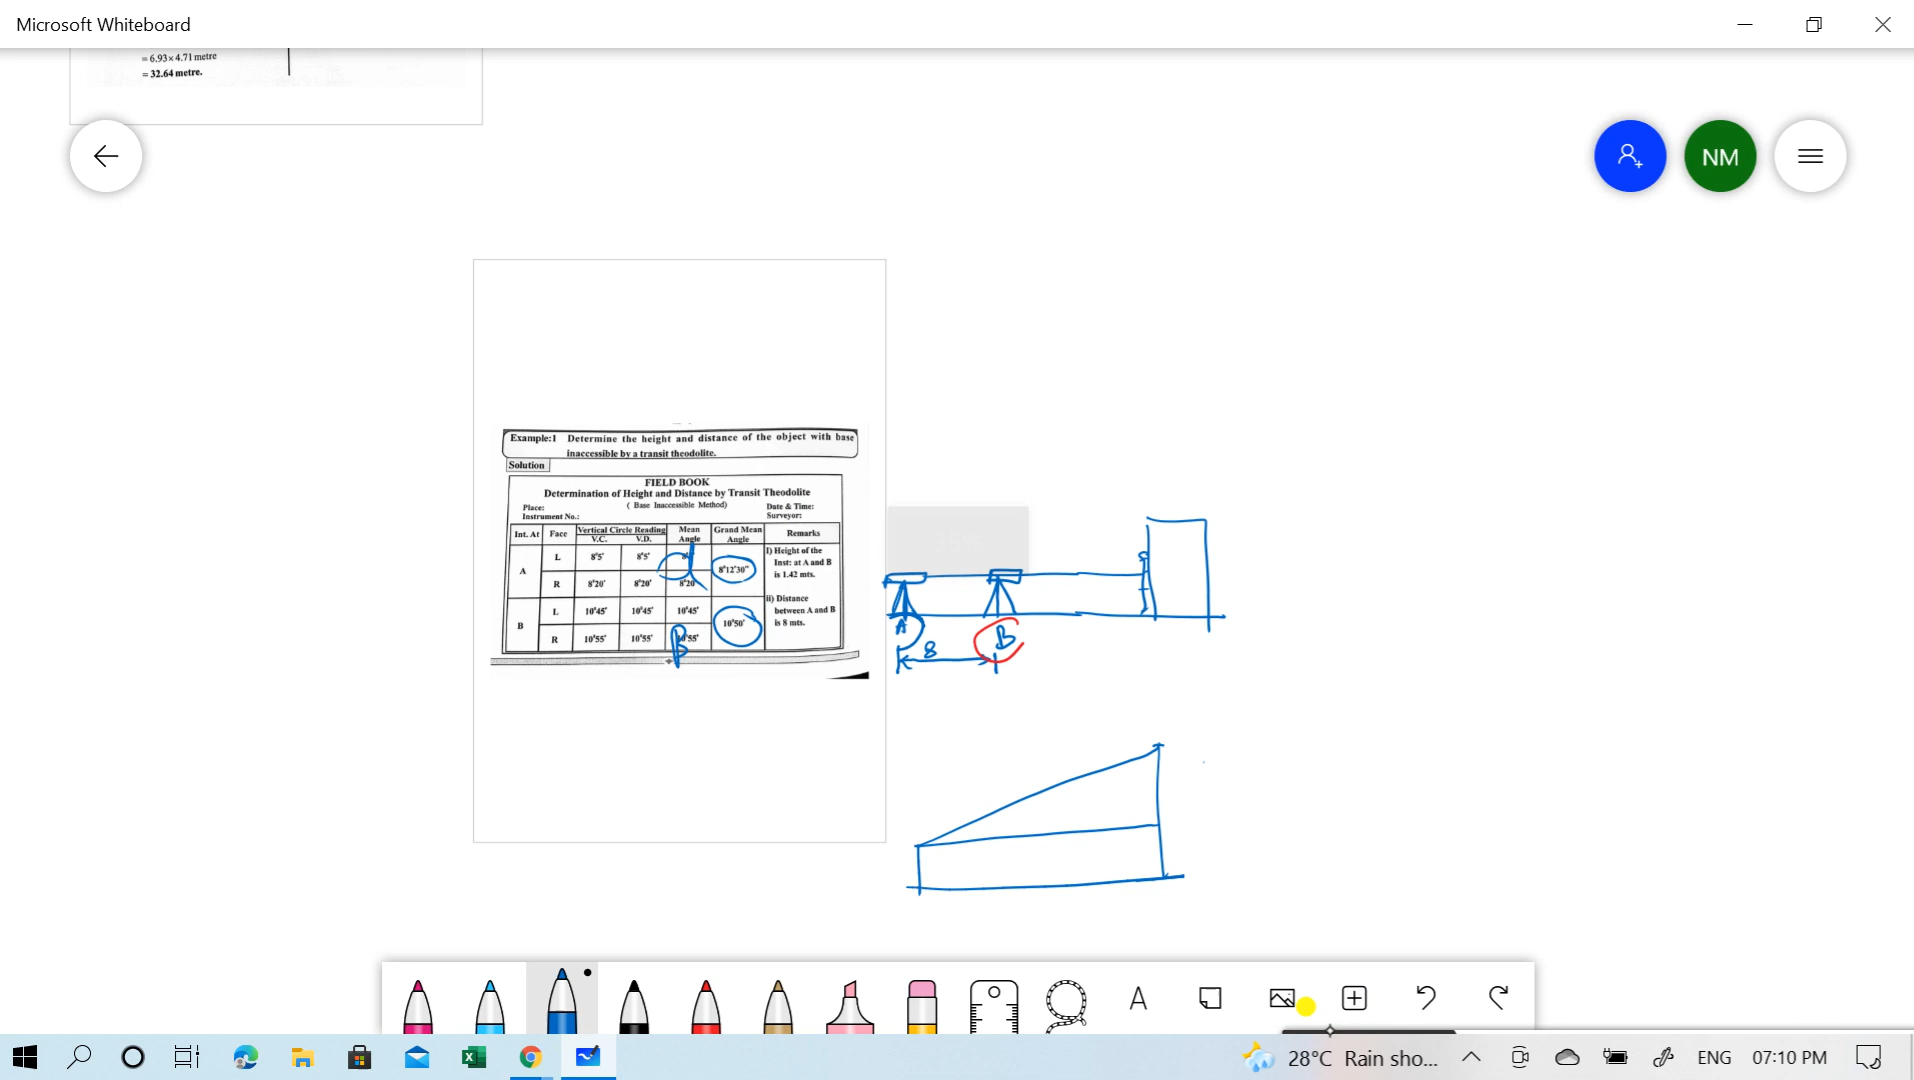 Microsoft Whiteboard
= 6.93×4.71 metre
= 32.64 metre.
NM
Example:1 Determine the height and distance of the object with base
inaccessible by a transit theodolite.
Solution
FIELD BOOK
Determination of Height and Distance by Transit Theodolite
Place: ( Base Inaccessible Method) Date & Time:
Instrument No.: Surveyor:
Int. At Face Vertical Circle Reading Mean Angle Grand Mean Angle Remarks
V.C. V.D.
A L 8°5' 8°5' 8°12'30" I) Height of the
Inst: at A and B
is 1.42 mts.
R 8°20' 8°20' 8°20'
B L 10°45' 10°45' 10°45' 10°50' ii) Distance
between A and B
is 8 mts.
R 10°55' 10°55' 10°55'
α
β
A
B
8
A
28°C Rain sho...
ENG
07:10 PM